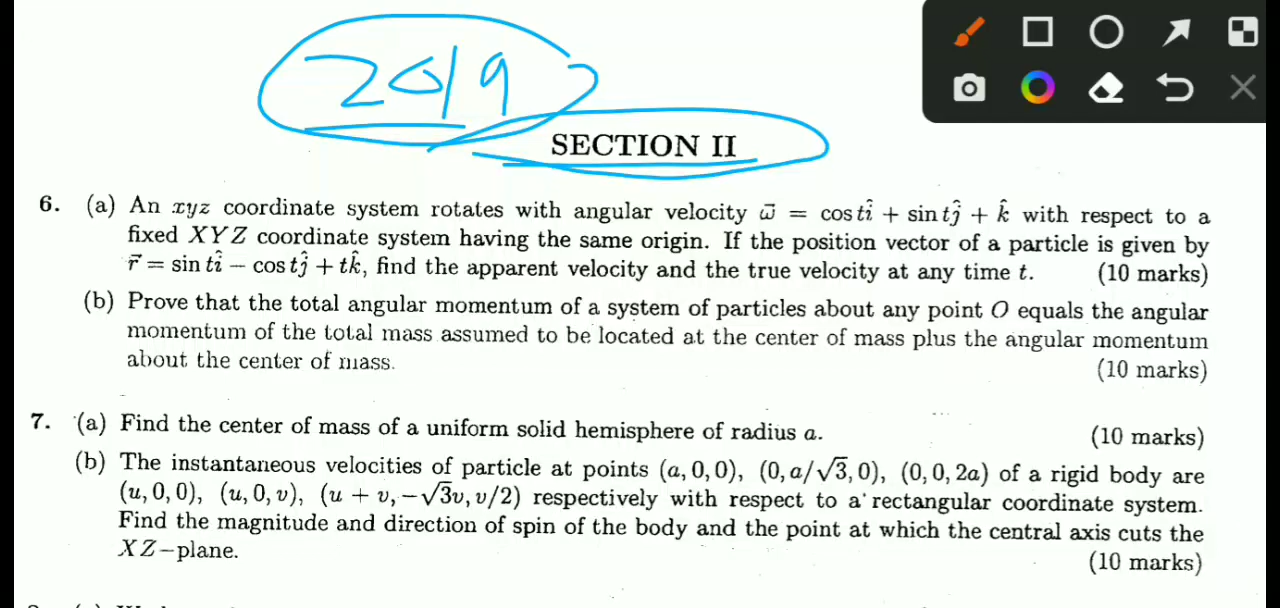 2019
SECTION II
6. (a) An xyz coordinate system rotates with angular velocity ω⃗ = cos tî + sin tĵ + k̂ with respect to a
fixed XYZ coordinate system having the same origin. If the position vector of a particle is given by
r⃗ = sin tî − cos tĵ + tk̂, find the apparent velocity and the true velocity at any time t. (10 marks)
(b) Prove that the total angular momentum of a system of particles about any point O equals the angular
momentum of the total mass assumed to be located at the center of mass plus the angular momentum
about the center of mass. (10 marks)
7. (a) Find the center of mass of a uniform solid hemisphere of radius a. (10 marks)
(b) The instantaneous velocities of particle at points (a, 0, 0), (0, a/√3, 0), (0, 0, 2a) of a rigid body are
(u, 0, 0), (u, 0, v), (u + v, −√3v, v/2) respectively with respect to a rectangular coordinate system.
Find the magnitude and direction of spin of the body and the point at which the central axis cuts the
XZ−plane. (10 marks)